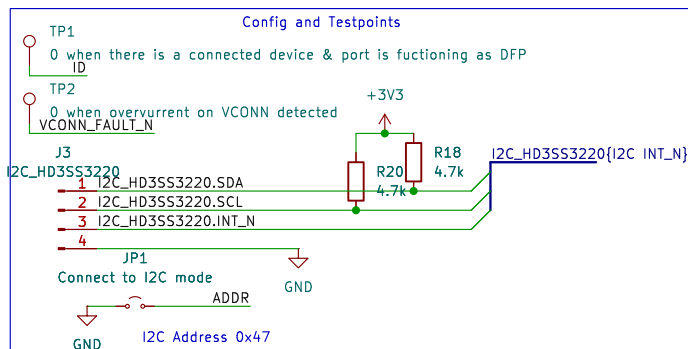 Config and Testpoints
TP1
0 when there is a connected device & port is fuctioning as DFP
ID
TP2
0 when overvurrent on VCONN detected
VCONN_FAULT_N
+3V3
J3
I2C_HD3SS3220
R18
4.7k
I2C_HD3SS3220{I2C INT_N}
R20
4.7k
1 I2C_HD3SS3220.SDA
2 I2C_HD3SS3220.SCL
3 I2C_HD3SS3220.INT_N
4
JP1
Connect to I2C mode
GND
ADDR
GND
I2C Address 0x47